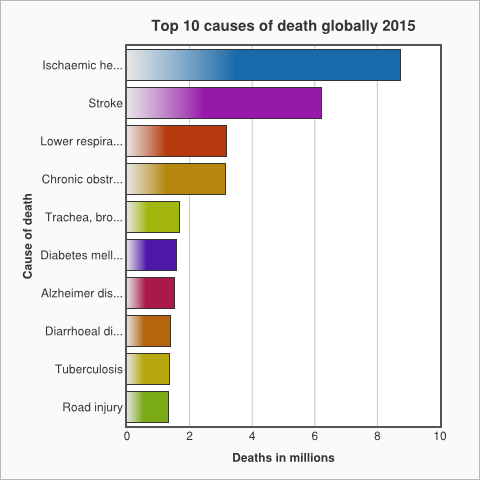 Top 10 causes of death globally 2015
Ischaemic he...
Stroke
Lower respira...
Chronic obstr...
Trachea, bro...
Diabetes mell...
Alzheimer dis...
Diarrhoeal di...
Tuberculosis
Road injury
Cause of death
0 2 4 6 8 10
Deaths in millions